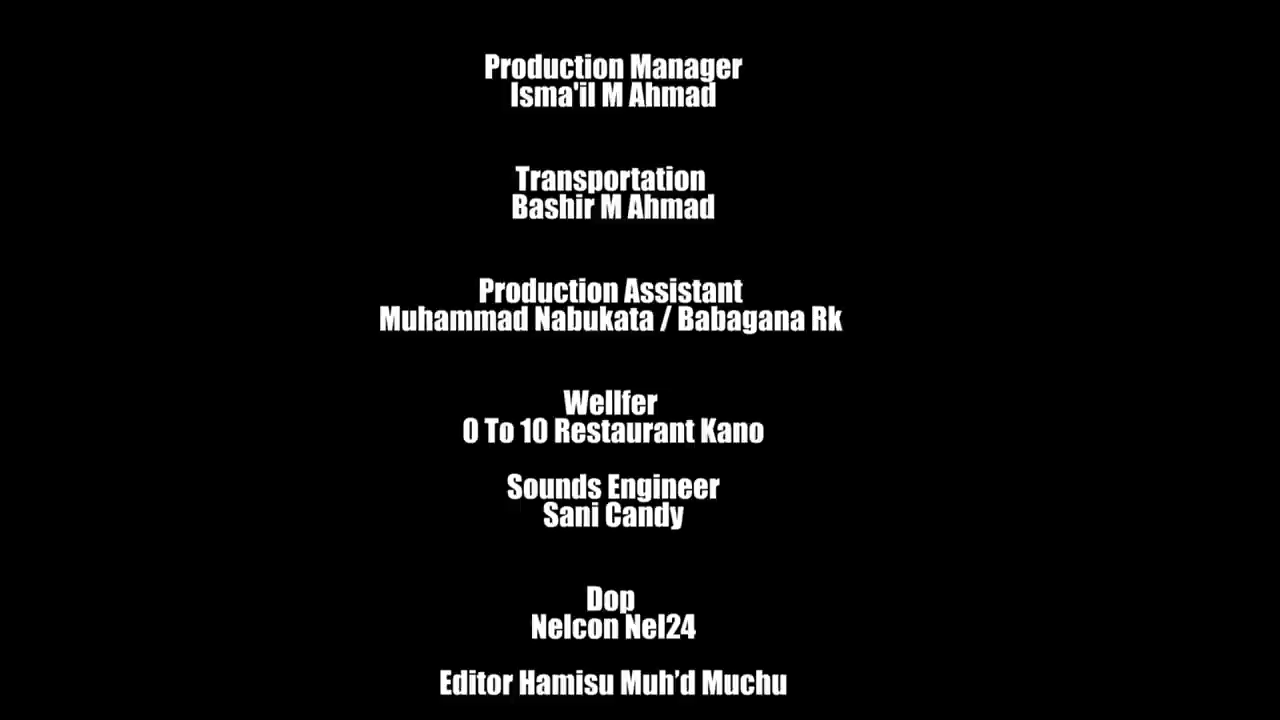 Production Manager
Isma'il M Ahmad
Transportation
Bashir M Ahmad
Production Assistant
Muhammad Nabukata / Babagana Rk
Wellfer
0 To 10 Restaurant Kano
Sounds Engineer
Sani Candy
Dop
Nelcon Nel24
Editor Hamisu Muh’d Muchu